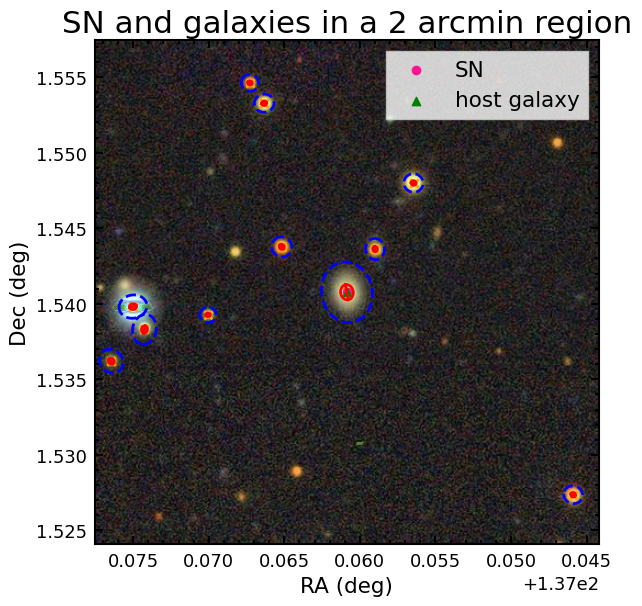 SN and galaxies in a 2 arcmin region
SN
host galaxy
1.555
1.550
1.545
1.540
1.535
1.530
1.525
Dec (deg)
0.075 0.070 0.065 0.060 0.055 0.050 0.045
RA (deg)
+1.37e2